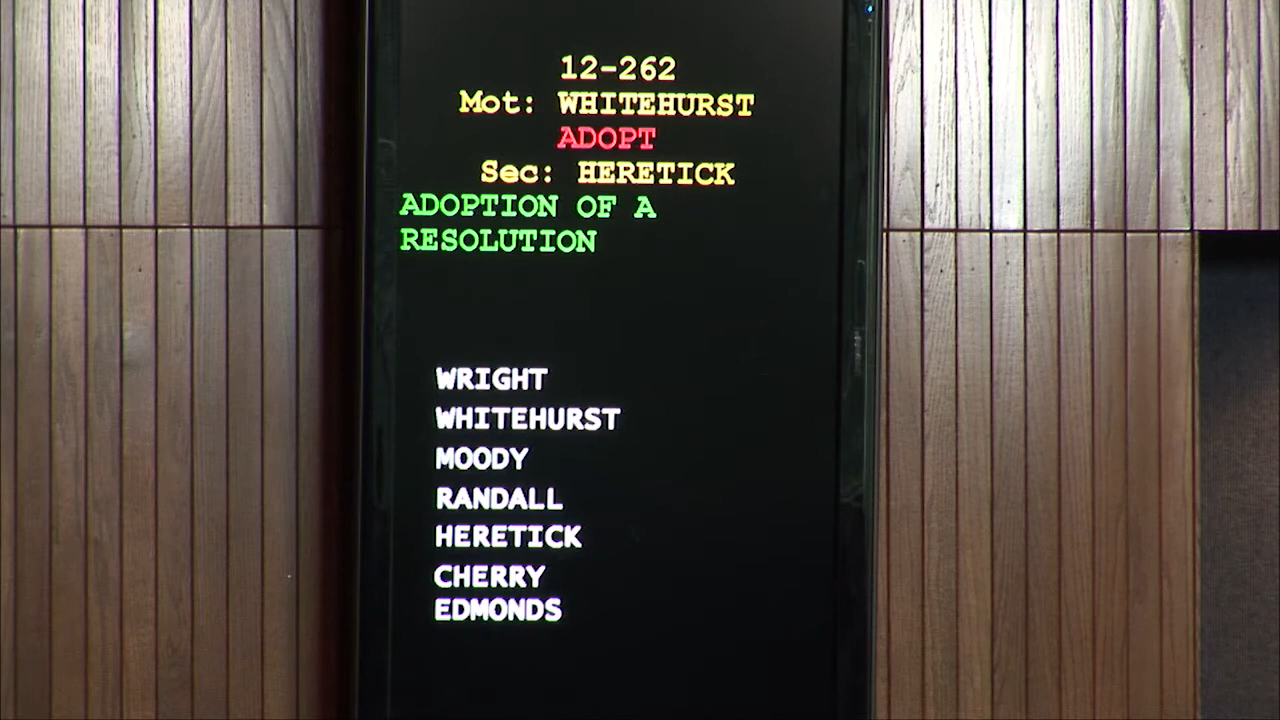 12-262
Mot: WHITEHURST
ADOPT
Sec: HERETICK
ADOPTION OF A
RESOLUTION
WRIGHT
WHITEHURST
MOODY
RANDALL
HERETICK
CHERRY
EDMONDS